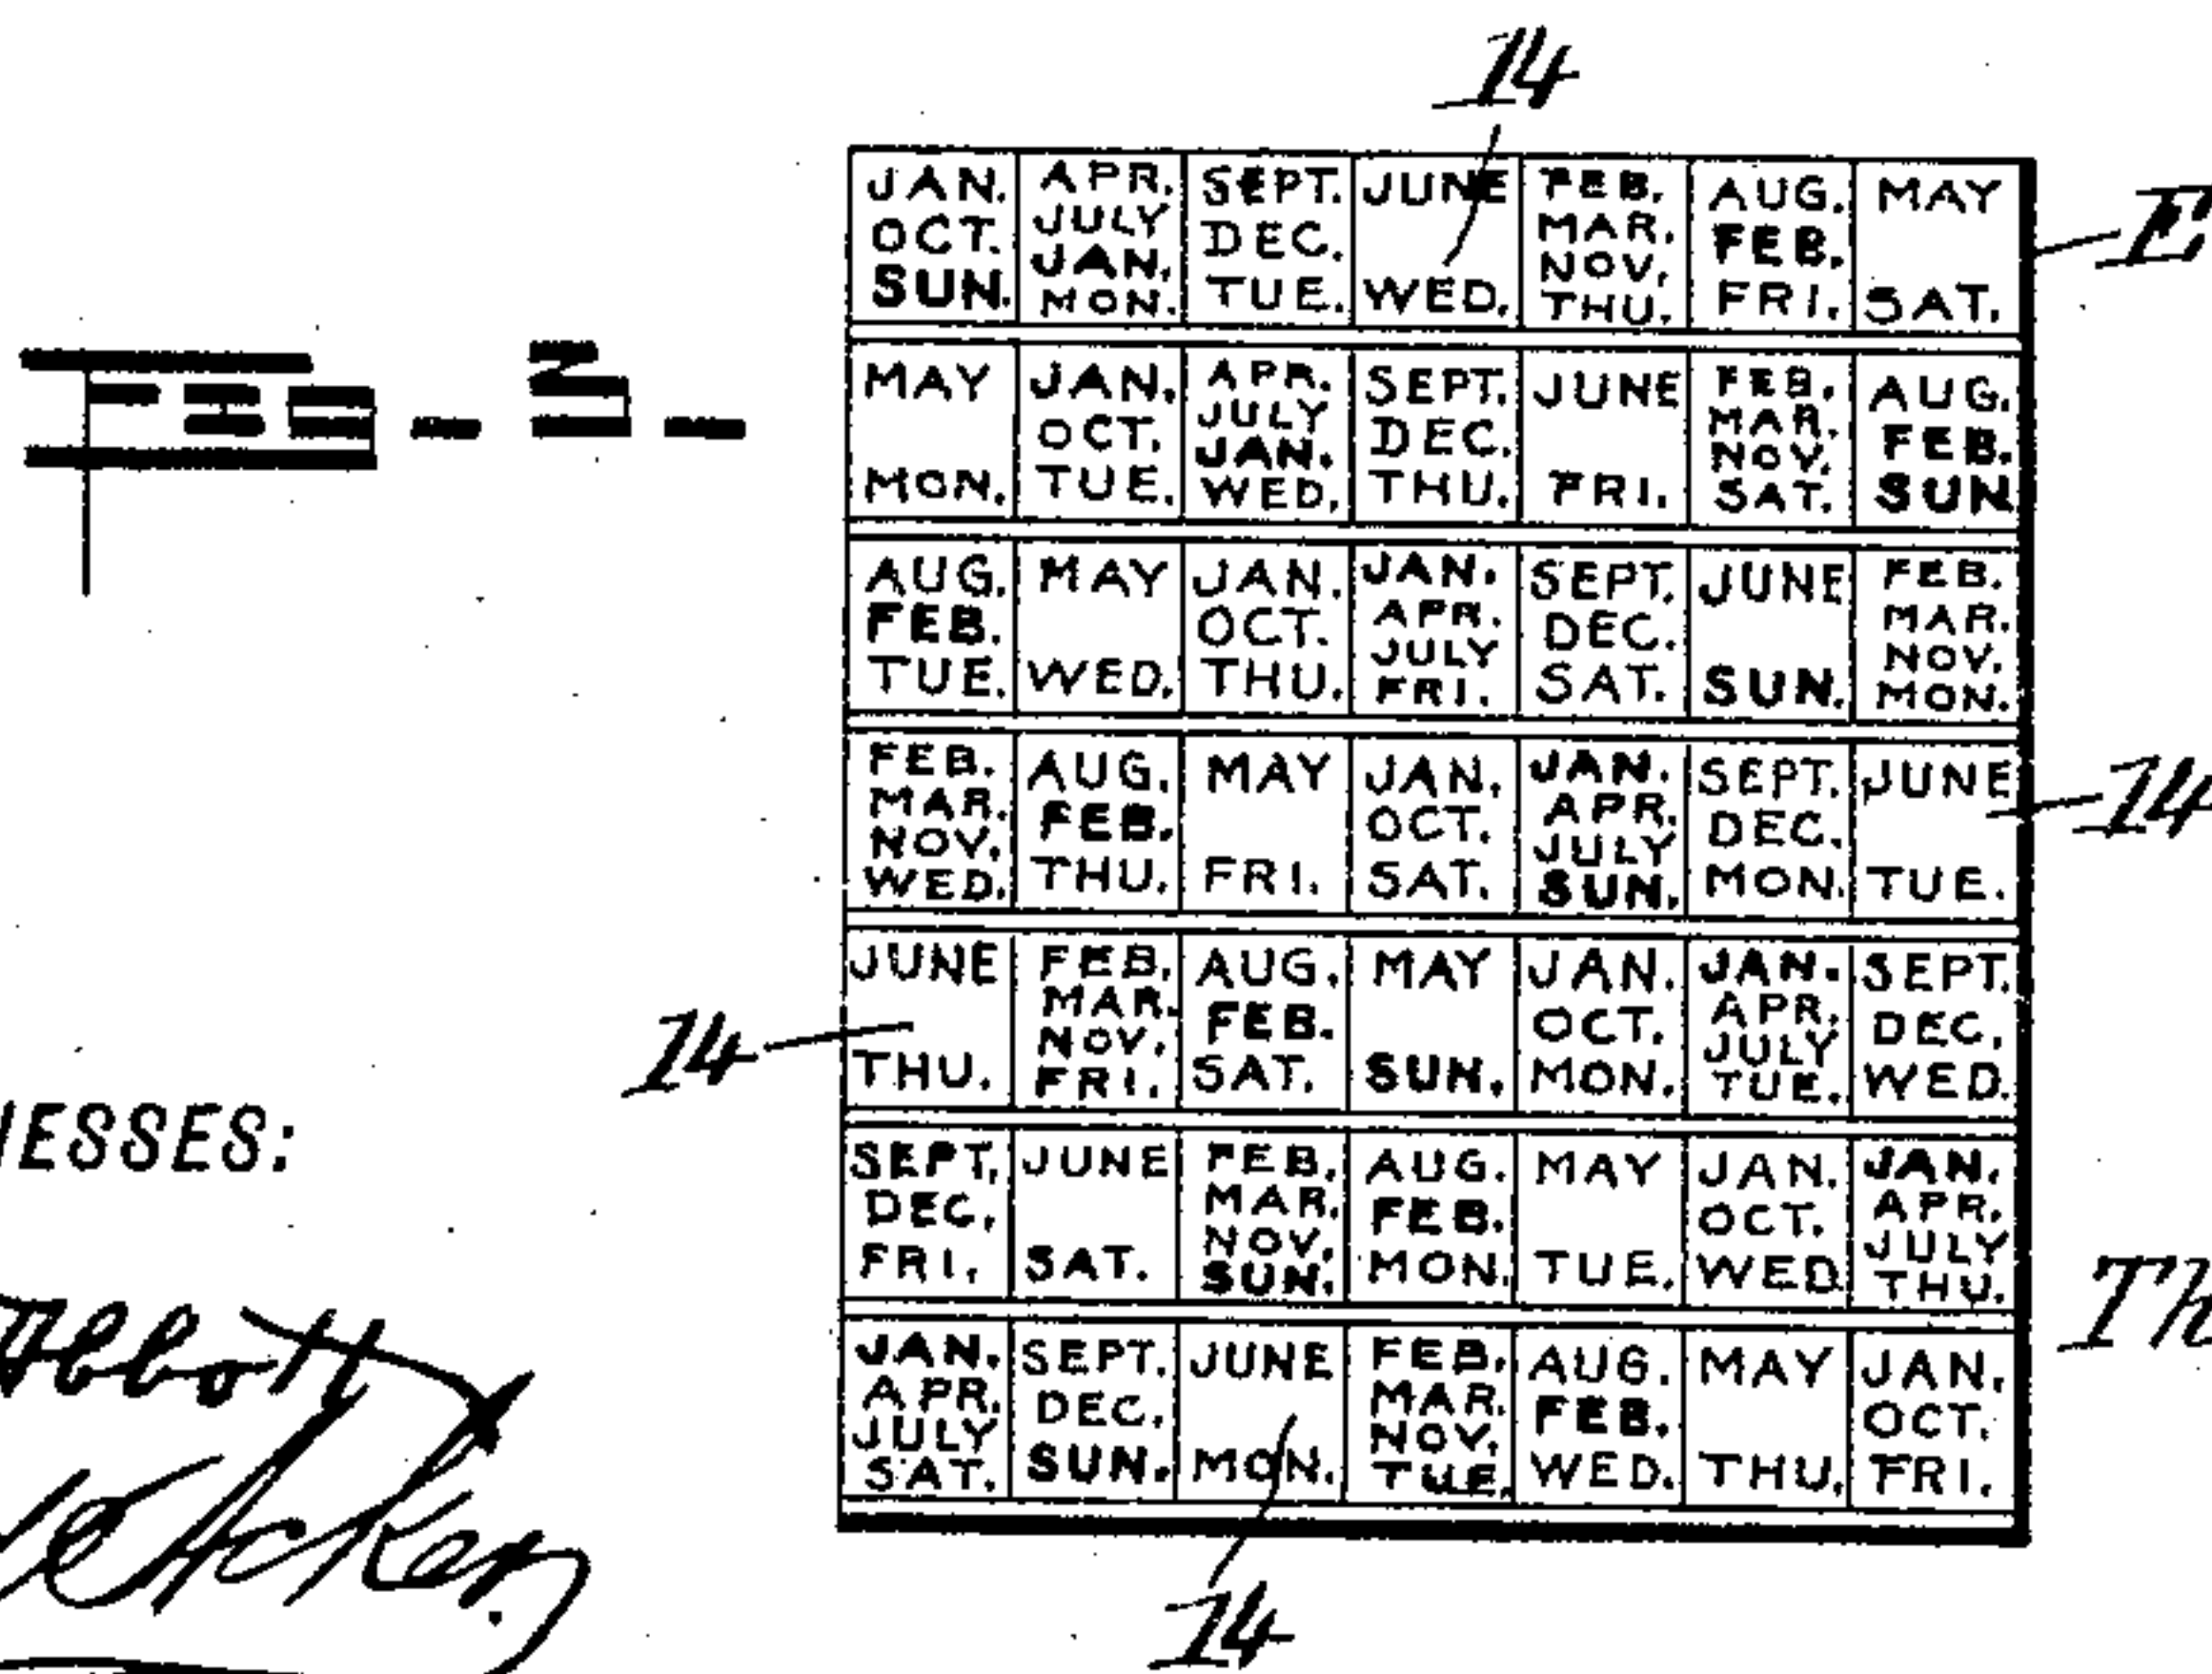 14
JAN. APR. SEPT. JUNE FEB. AUG. MAY E
OCT. JULY DEC. MAR. FEB.
JAN. NOV.
SUN. MON. TUE. WED. THU. FRI. SAT.
MAY JAN. APR. SEPT. JUNE FEB. AUG.
OCT. JULY DEC. MAR. FEB.
JAN. NOV.
MON. TUE. WED. THU. FRI. SAT. SUN
Fig. 2.
AUG. MAY JAN. JAN. SEPT. JUNE FEB.
FEB. OCT. APR. DEC. MAR.
JULY NOV.
TUE. WED. THU. FRI. SAT. SUN. MON.
FEB. AUG. MAY JAN. JAN. SEPT. JUNE 14
MAR. FEB. OCT. APR. DEC.
NOV. JULY
WED. THU. FRI. SAT. SUN. MON. TUE.
JUNE FEB. AUG. MAY JAN. JAN. SEPT.
MAR. FEB. OCT. APR. DEC.
14 NOV. JULY
THU. FRI. SAT. SUN. MON. TUE. WED.
ESSES:
SEPT. JUNE FEB. AUG. MAY JAN. JAN.
DEC. MAR. FEB. OCT. APR.
NOV. JULY
FRI. SAT. SUN. MON. TUE. WED THU.
Th
JAN. SEPT. JUNE FEB. AUG. MAY JAN.
APR. DEC. MAR. FEB. OCT.
JULY NOV.
SAT. SUN. MON. TUE. WED. THU. FRI.
Abbott
Acker.
14